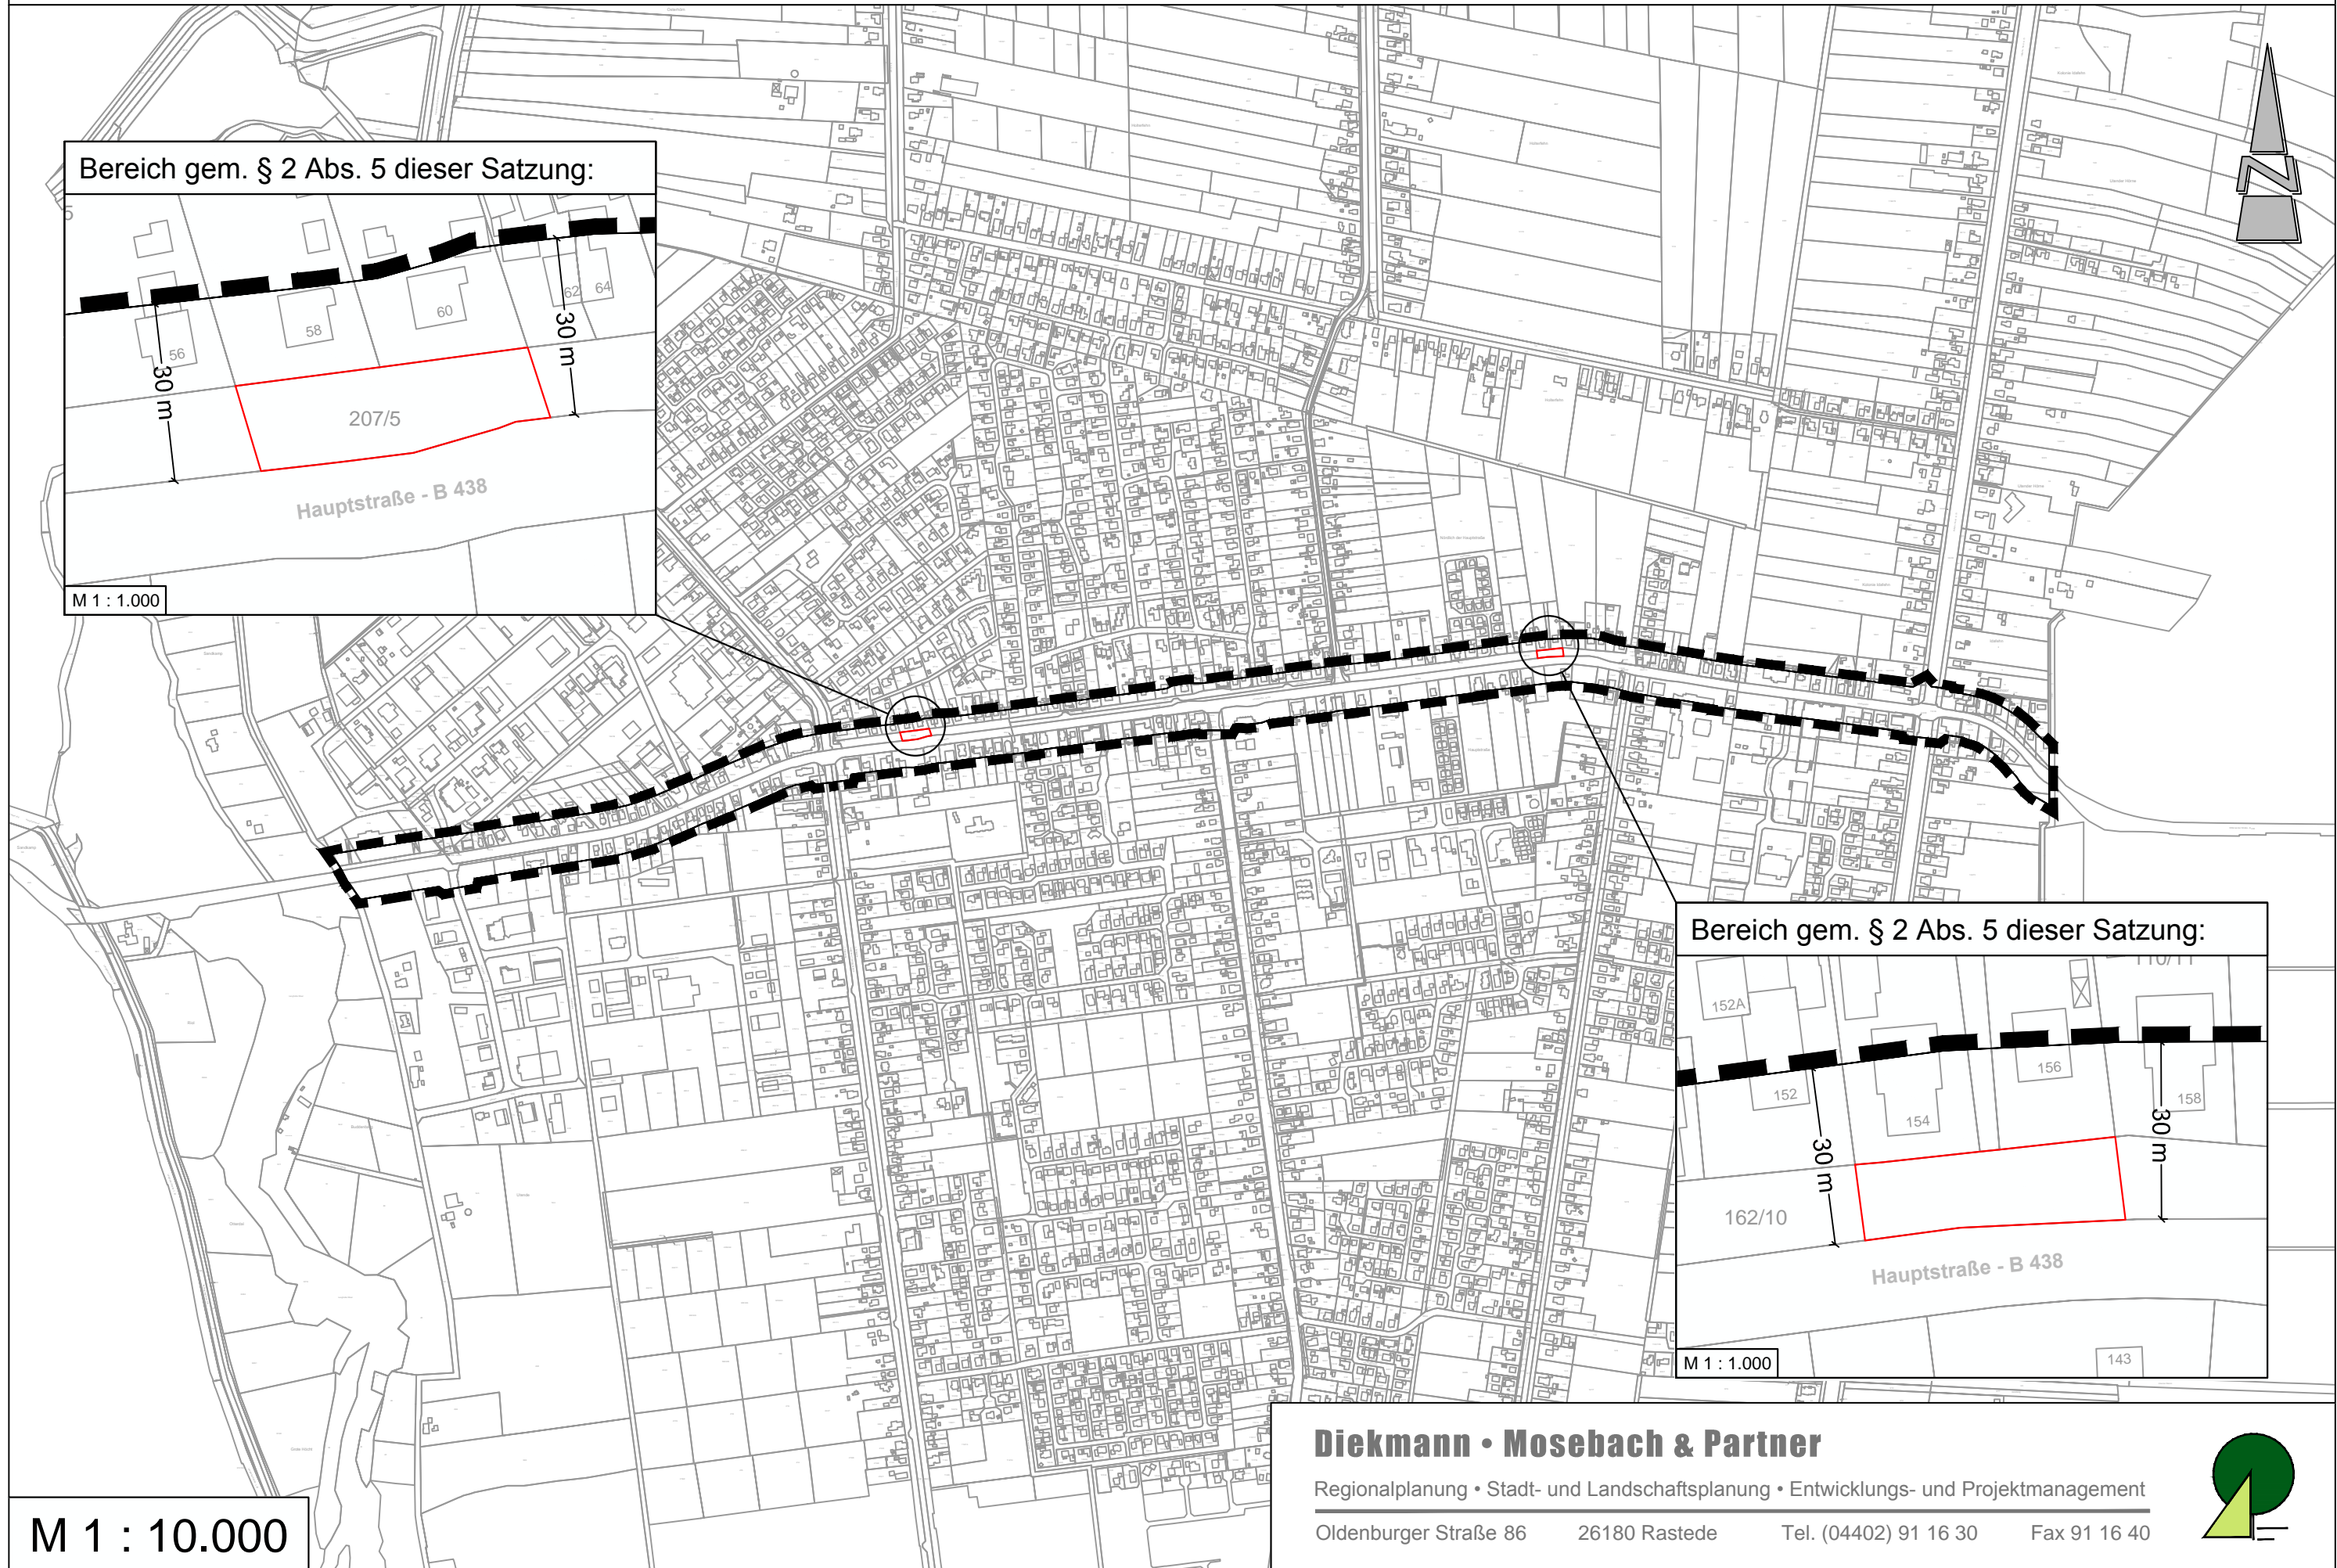 Bereich gem. § 2 Abs. 5 dieser Satzung:
56
58
60
62
64
30 m
30 m
207/5
Hauptstraße - B 438
M 1 : 1.000
N
Bereich gem. § 2 Abs. 5 dieser Satzung:
110/11
152A
152
154
156
158
30 m
30 m
162/10
Hauptstraße - B 438
143
M 1 : 1.000
M 1 : 10.000
Diekmann • Mosebach & Partner
Regionalplanung • Stadt- und Landschaftsplanung • Entwicklungs- und Projektmanagement
Oldenburger Straße 86 26180 Rastede Tel. (04402) 91 16 30 Fax 91 16 40